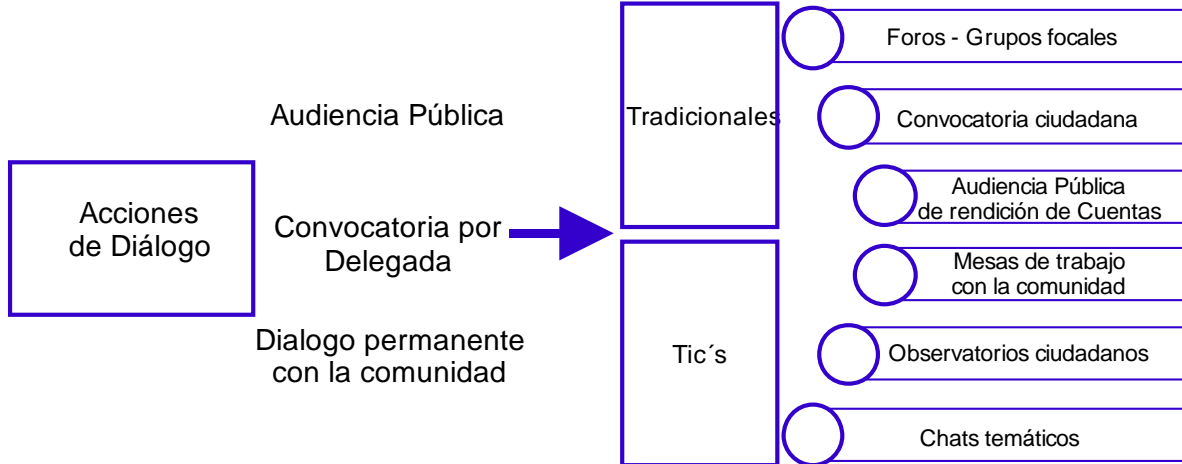 Acciones
de Diálogo
Audiencia Pública
Convocatoria por
Delegada
Dialogo permanente
con la comunidad
Tradicionales
Tic´s
Foros - Grupos focales
Convocatoria ciudadana
Audiencia Pública
de rendición de Cuentas
Mesas de trabajo
con la comunidad
Observatorios ciudadanos
Chats temáticos